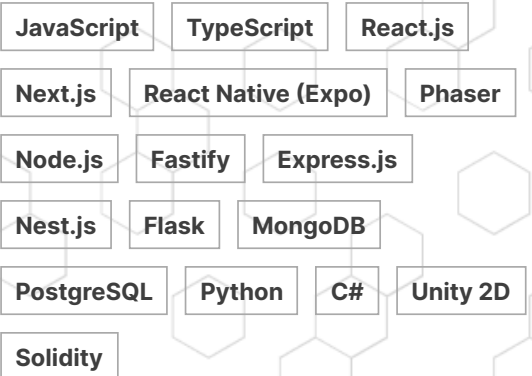 JavaScript TypeScript React.js
Next.js React Native (Expo) Phaser
Node.js Fastify Express.js
Nest.js Flask MongoDB
PostgreSQL Python C# Unity 2D
Solidity